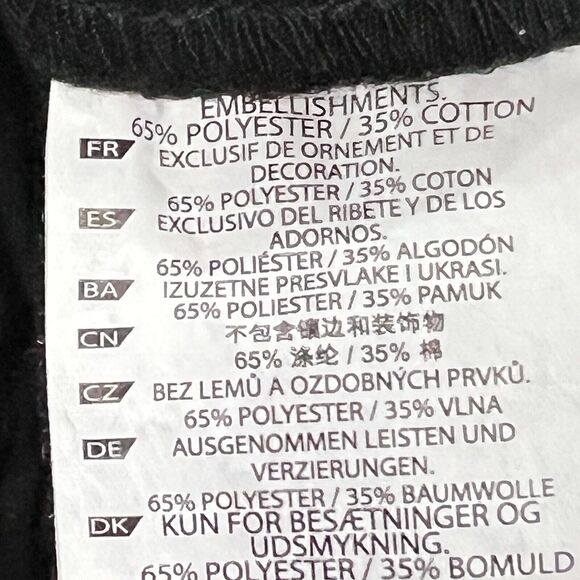 EMBELLISHMENTS.
65% POLYESTER / 35% COTTON
FR EXCLUSIF DE ORNEMENT ET DE
DECORATION.
65% POLYESTER / 35% COTON
ES EXCLUSIVO DEL RIBETE Y DE LOS
ADORNOS.
65% POLIÉSTER / 35% ALGODÓN
BA IZUZETNE PRESVLAKE I UKRASI.
65% POLIESTER / 35% PAMUK
CN 不包含镶边和装饰物
65% 涤纶 / 35% 棉
CZ BEZ LEMŮ A OZDOBNÝCH PRVKŮ.
65% POLYESTER / 35% VLNA
DE AUSGENOMMEN LEISTEN UND
VERZIERUNGEN.
65% POLYESTER / 35% BAUMWOLLE
DK KUN FOR BESÆTNINGER OG
UDSMYKNING.
65% POLYESTER / 35% BOMULD